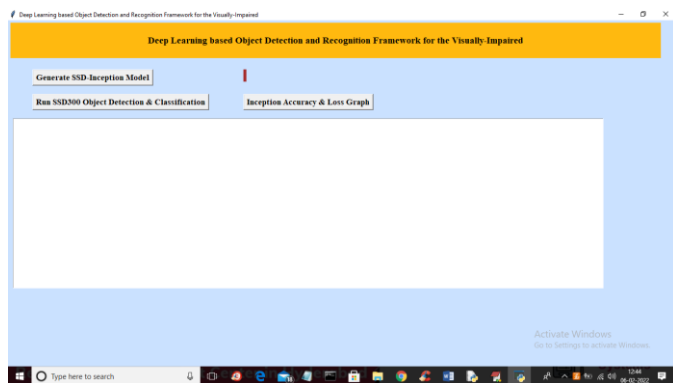 Deep Learning based Object Detection and Recognition Framework for the Visually-Impaired
Deep Learning based Object Detection and Recognition Framework for the Visually-Impaired
Generate SSD-Inception Model
Run SSD300 Object Detection & Classification
Inception Accuracy & Loss Graph
Activate Windows
Go to Settings to activate Windows.
Type here to search
12:44
06-02-2022